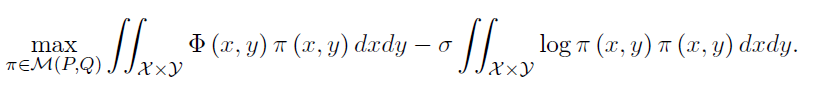 max_{π∈ℳ(P,Q)} ∬_{𝒳×𝒴} Φ (x, y) π (x, y) dxdy − σ ∬_{𝒳×𝒴} log π (x, y) π (x, y) dxdy.